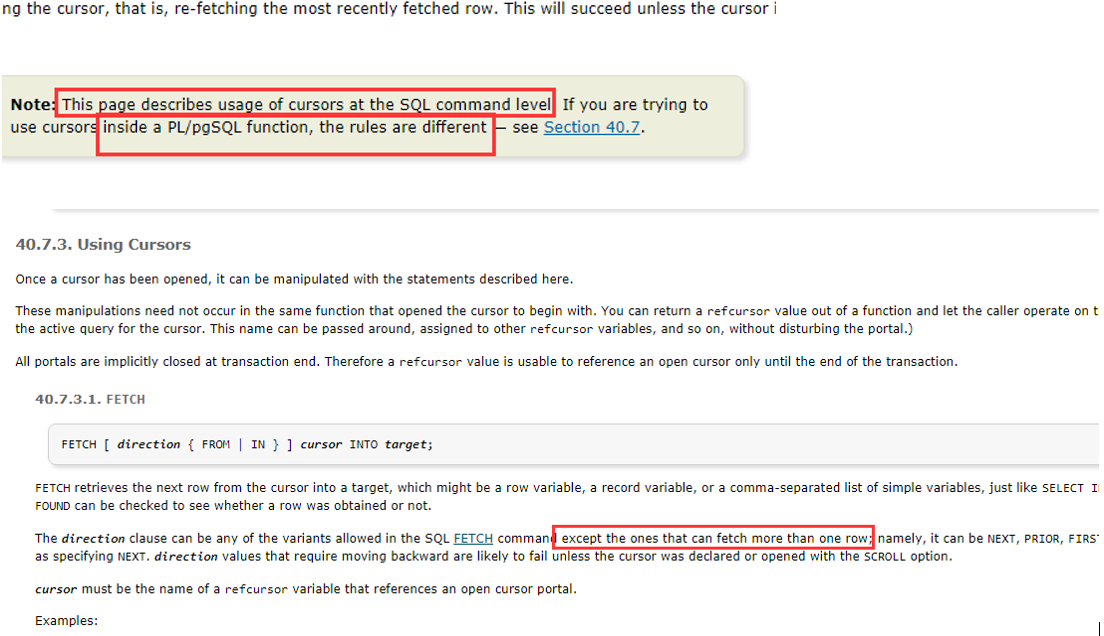 ng the cursor, that is, re-fetching the most recently fetched row. This will succeed unless the cursor i
Note: This page describes usage of cursors at the SQL command level. If you are trying to
use cursors inside a PL/pgSQL function, the rules are different — see Section 40.7.
40.7.3. Using Cursors
Once a cursor has been opened, it can be manipulated with the statements described here.
These manipulations need not occur in the same function that opened the cursor to begin with. You can return a refcursor value out of a function and let the caller operate on t
the active query for the cursor. This name can be passed around, assigned to other refcursor variables, and so on, without disturbing the portal.)
All portals are implicitly closed at transaction end. Therefore a refcursor value is usable to reference an open cursor only until the end of the transaction.
40.7.3.1. FETCH
FETCH [ direction { FROM | IN } ] cursor INTO target;
FETCH retrieves the next row from the cursor into a target, which might be a row variable, a record variable, or a comma-separated list of simple variables, just like SELECT I
FOUND can be checked to see whether a row was obtained or not.
The direction clause can be any of the variants allowed in the SQL FETCH command except the ones that can fetch more than one row; namely, it can be NEXT, PRIOR, FIRS
as specifying NEXT. direction values that require moving backward are likely to fail unless the cursor was declared or opened with the SCROLL option.
cursor must be the name of a refcursor variable that references an open cursor portal.
Examples: